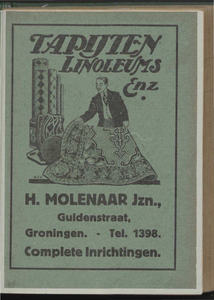 TAPIJTEN
LINOLEUMS
Enz.
H. MOLENAAR Jzn.,
Guldenstraat,
Groningen. - Tel. 1398.
Complete Inrichtingen.